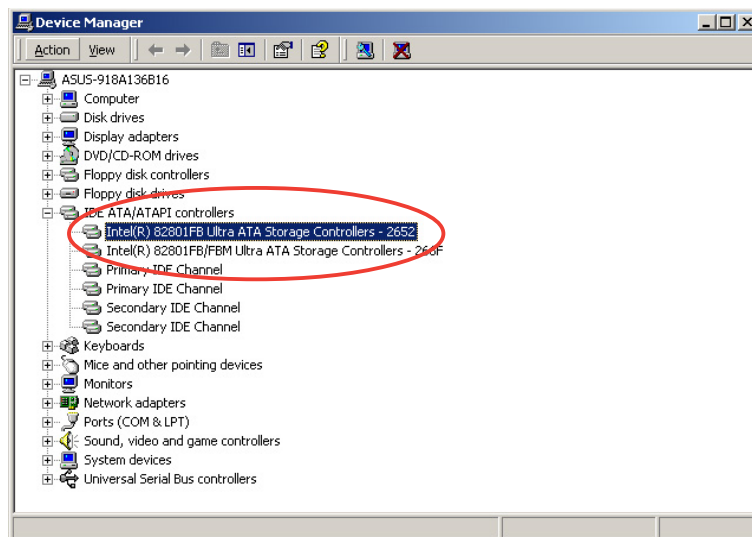 Device Manager
Action View
ASUS-918A136B16
Computer
Disk drives
Display adapters
DVD/CD-ROM drives
Floppy disk controllers
Floppy disk drives
IDE ATA/ATAPI controllers
Intel(R) 82801FB Ultra ATA Storage Controllers - 2652
Intel(R) 82801FB/FBM Ultra ATA Storage Controllers - 266F
Primary IDE Channel
Primary IDE Channel
Secondary IDE Channel
Secondary IDE Channel
Keyboards
Mice and other pointing devices
Monitors
Network adapters
Ports (COM & LPT)
Sound, video and game controllers
System devices
Universal Serial Bus controllers